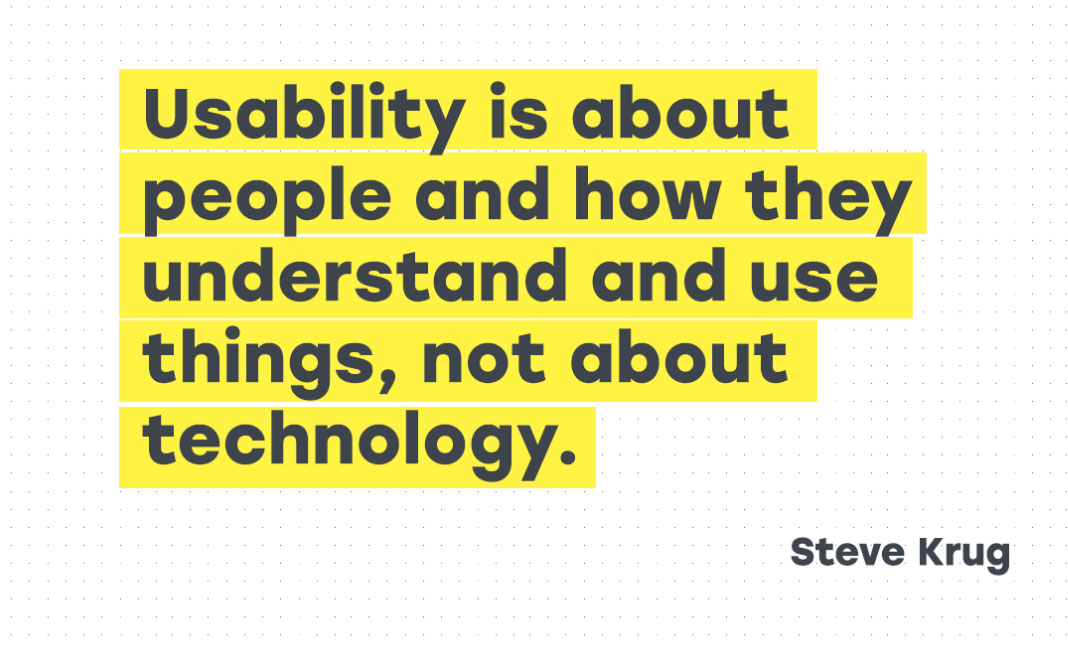 Usability is about
people and how they
understand and use
things, not about
technology.
Steve Krug